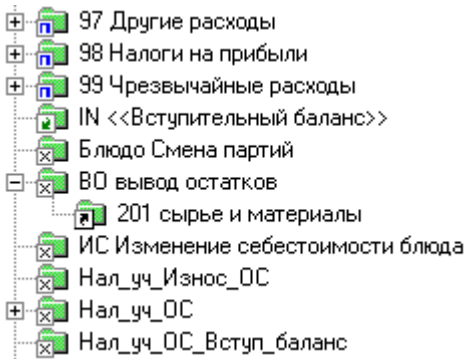 97 Другие расходы
98 Налоги на прибыли
99 Чрезвычайные расходы
IN <<Вступительный баланс>>
Блюдо Смена партий
ВО вывод остатков
201 сырье и материалы
ИС Изменение себестоимости блюда
Нал_уч_Износ_ОС
Нал_уч_ОС
Нал_уч_ОС_Вступ_баланс